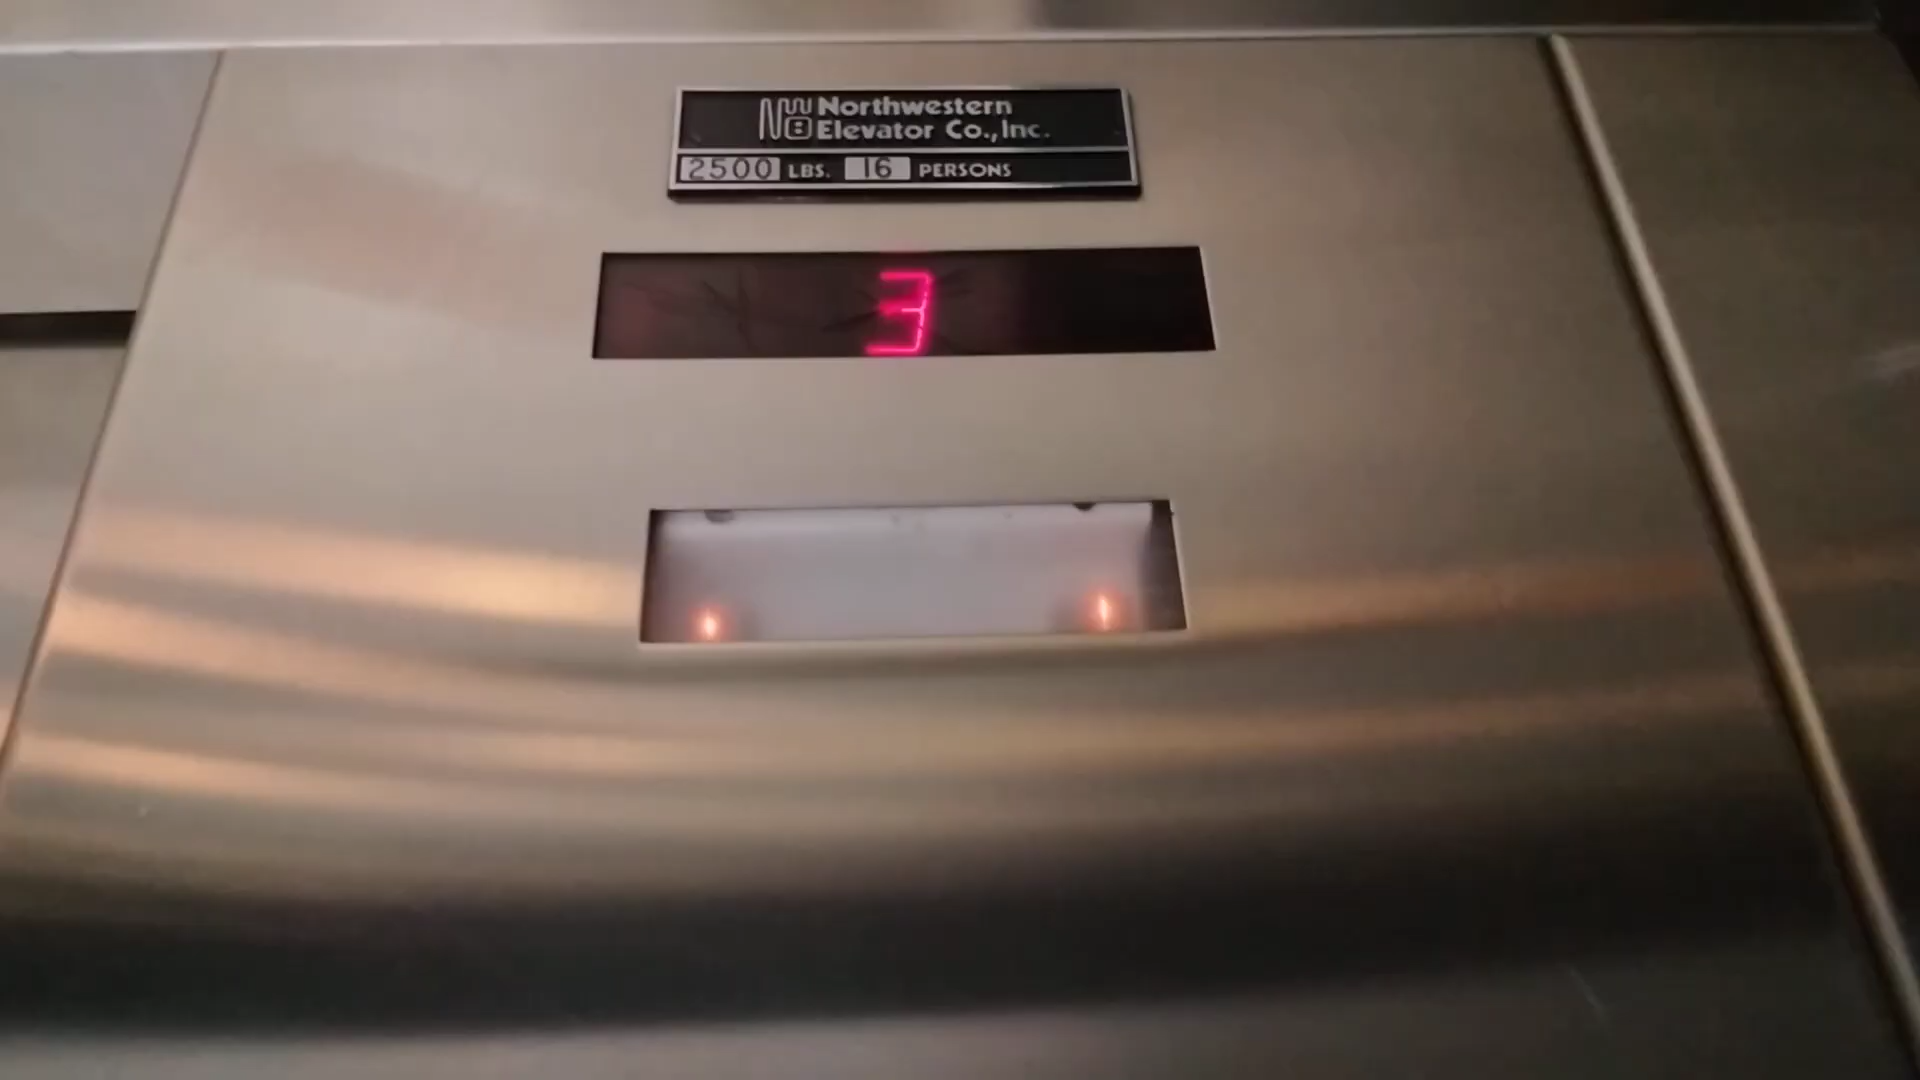 Northwestern
Elevator Co., Inc.
2500 LBS. 16 PERSONS
3